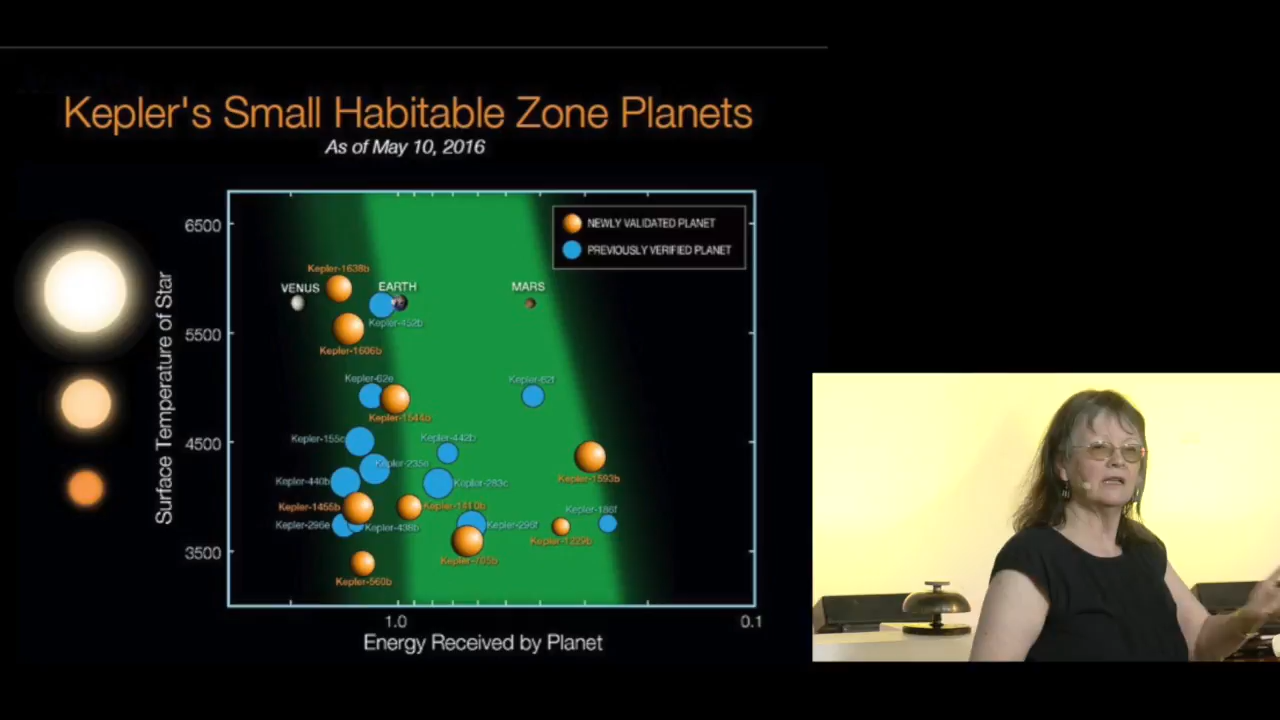 Kepler's Small Habitable Zone Planets
As of May 10, 2016
NEWLY VALIDATED PLANET
PREVIOUSLY VERIFIED PLANET
6500
5500
4500
3500
Surface Temperature of Star
Kepler-1638b
VENUS
EARTH
MARS
Kepler-452b
Kepler-1606b
Kepler-62e
Kepler-62f
Kepler-1544b
Kepler-155c
Kepler-442b
Kepler-235e
Kepler-440b
Kepler-283c
Kepler-1593b
Kepler-1455b
Kepler-1410b
Kepler-186f
Kepler-296e
Kepler-438b
Kepler-296f
Kepler-1229b
Kepler-705b
Kepler-560b
1.0
0.1
Energy Received by Planet